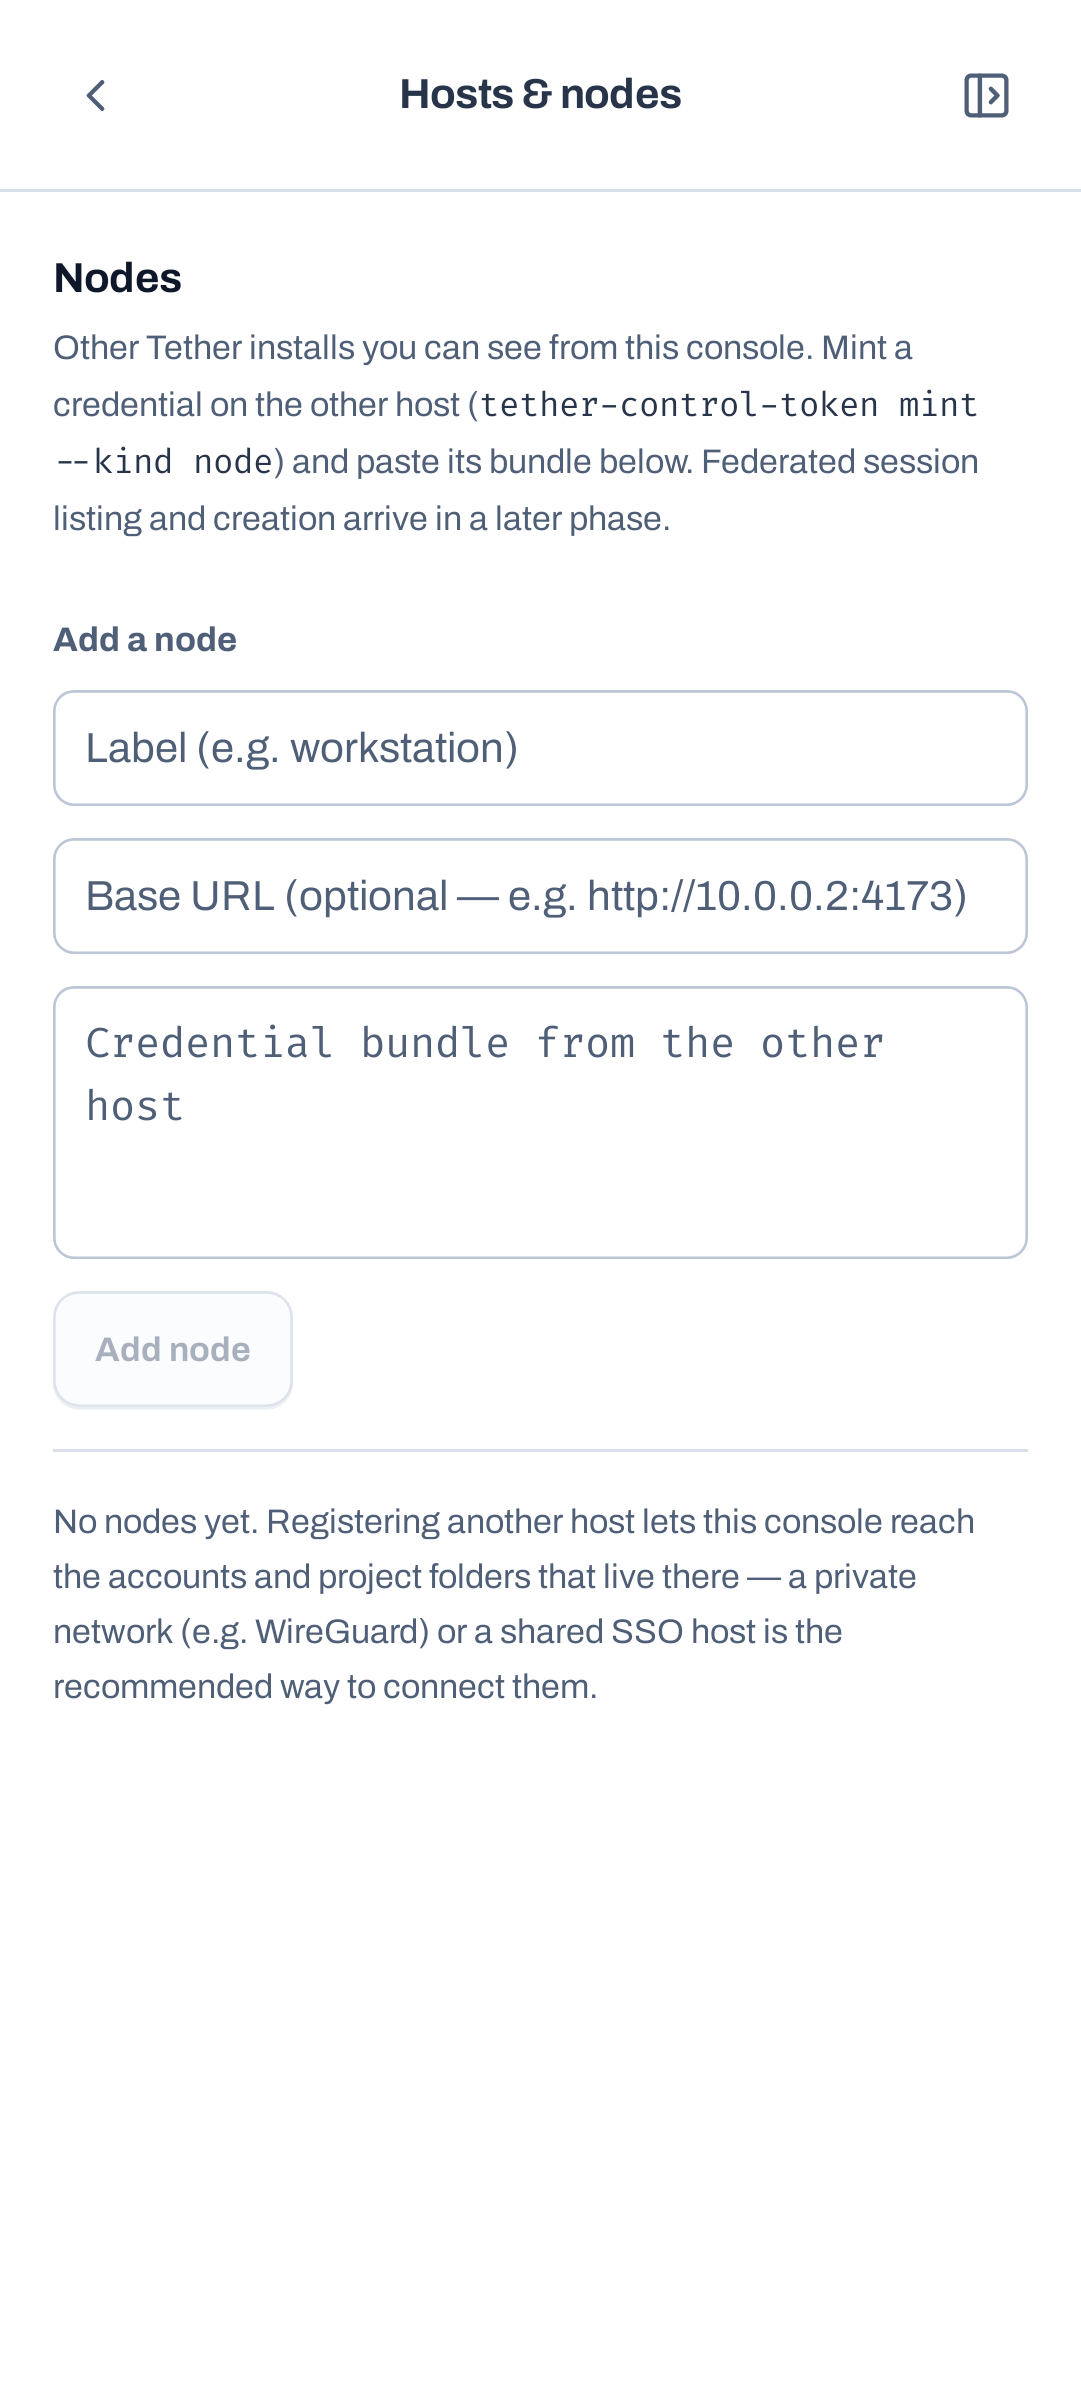 Hosts & nodes
Nodes
Other Tether installs you can see from this console. Mint a
credential on the other host (tether-control-token mint
--kind node) and paste its bundle below. Federated session
listing and creation arrive in a later phase.
Add a node
Label (e.g. workstation)
Base URL (optional — e.g. http://10.0.0.2:4173)
Credential bundle from the other
host
Add node
No nodes yet. Registering another host lets this console reach
the accounts and project folders that live there — a private
network (e.g. WireGuard) or a shared SSO host is the
recommended way to connect them.